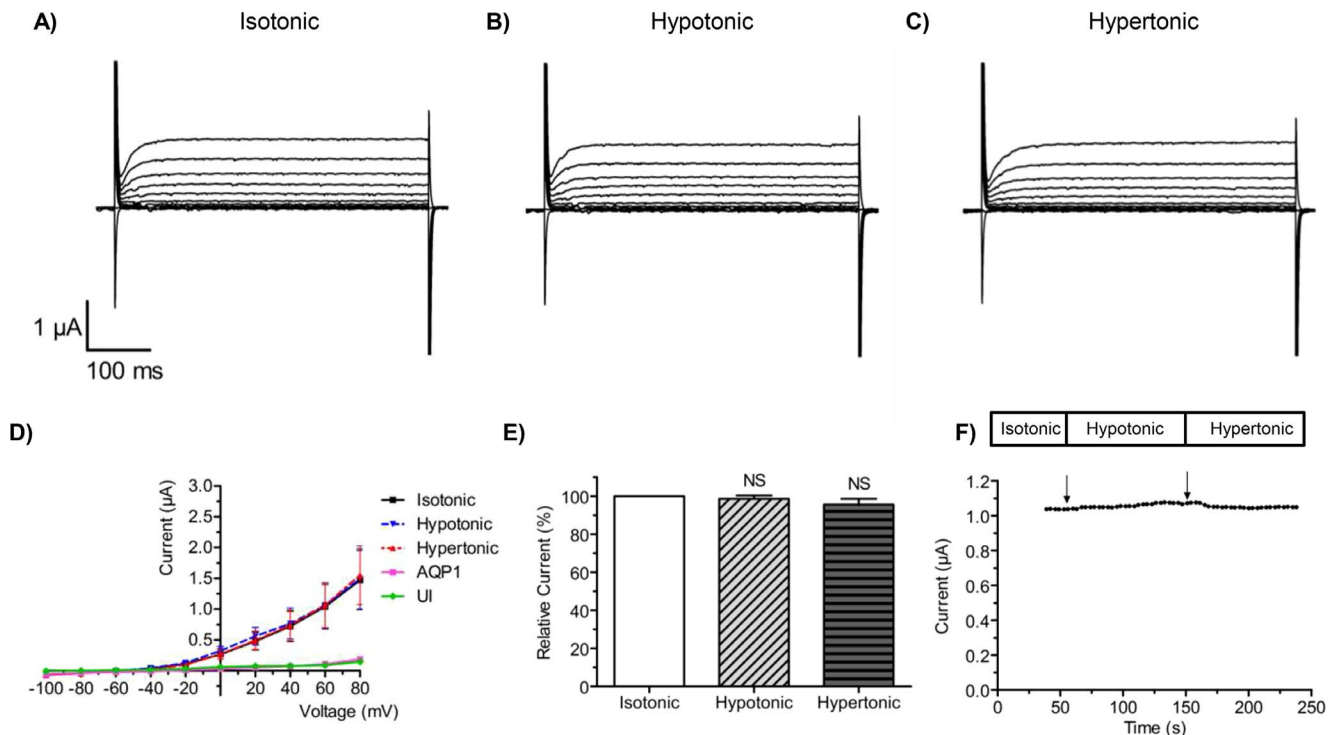 A) Isotonic
B) Hypotonic
C) Hypertonic
1 µA
100 ms
D)
Current (µA)
3.0
2.5
2.0
1.5
1.0
0.5
-100 -80 -60 -40 -20 20 40 60 80
Voltage (mV)
Isotonic
Hypotonic
Hypertonic
AQP1
UI
E)
Relative Current (%)
100
80
60
40
20
0
NS
NS
Isotonic Hypotonic Hypertonic
F)
Isotonic Hypotonic Hypertonic
Current (µA)
1.2
1.0
0.8
0.6
0.4
0.2
0.0
0 50 100 150 200 250
Time (s)